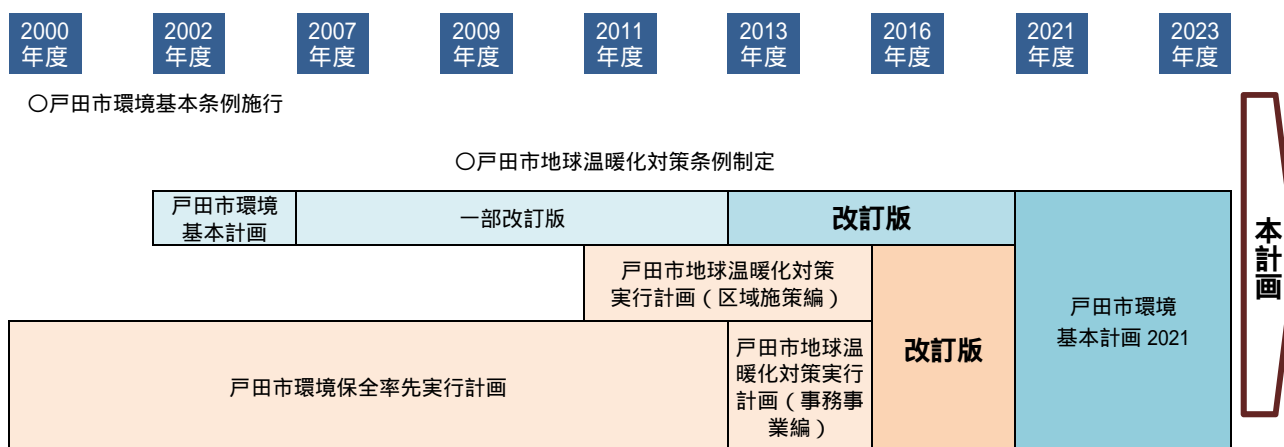 2000
年度
2002
年度
2007
年度
2009
年度
2011
年度
2013
年度
2016
年度
2021
年度
2023
年度
〇戸田市環境基本条例施行
〇戸田市地球温暖化対策条例制定
戸田市環境
基本計画
一部改訂版
改訂版
戸田市地球温暖化対策
実行計画（区域施策編）
戸田市環境保全率先実行計画
戸田市地球温
暖化対策実行
計画（事務事
業編）
改訂版
戸田市環境
基本計画 2021
本計画